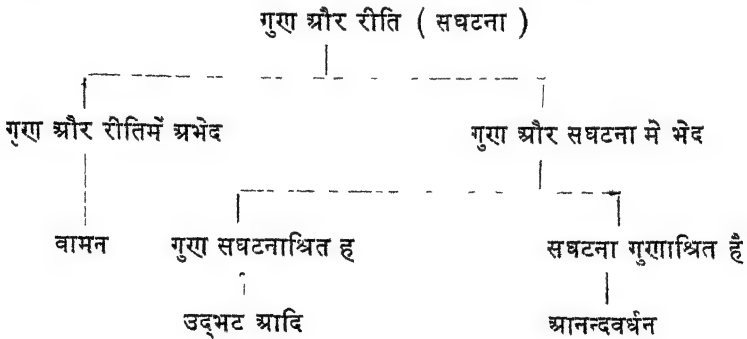 गुण और रीति ( सघटना )
गुण और रीतिमें अभेद
गुण और सघटना मे भेद
वामन
गुण सघटनाश्रित ह
सघटना गुणाश्रित है
उद्‌भट आदि
आनन्दवर्धन